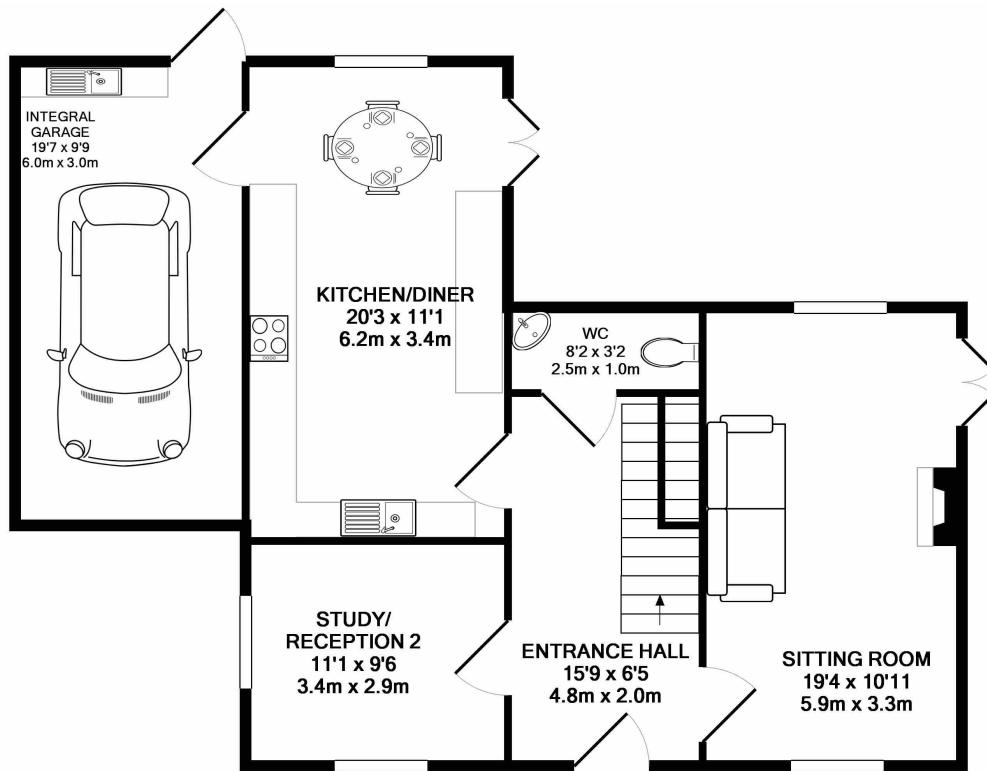 INTEGRAL
GARAGE
19'7 x 9'9
6.0m x 3.0m
KITCHEN/DINER
20'3 x 11'1
6.2m x 3.4m
WC
8'2 x 3'2
2.5m x 1.0m
STUDY/
RECEPTION 2
11'1 x 9'6
3.4m x 2.9m
ENTRANCE HALL
15'9 x 6'5
4.8m x 2.0m
SITTING ROOM
19'4 x 10'11
5.9m x 3.3m